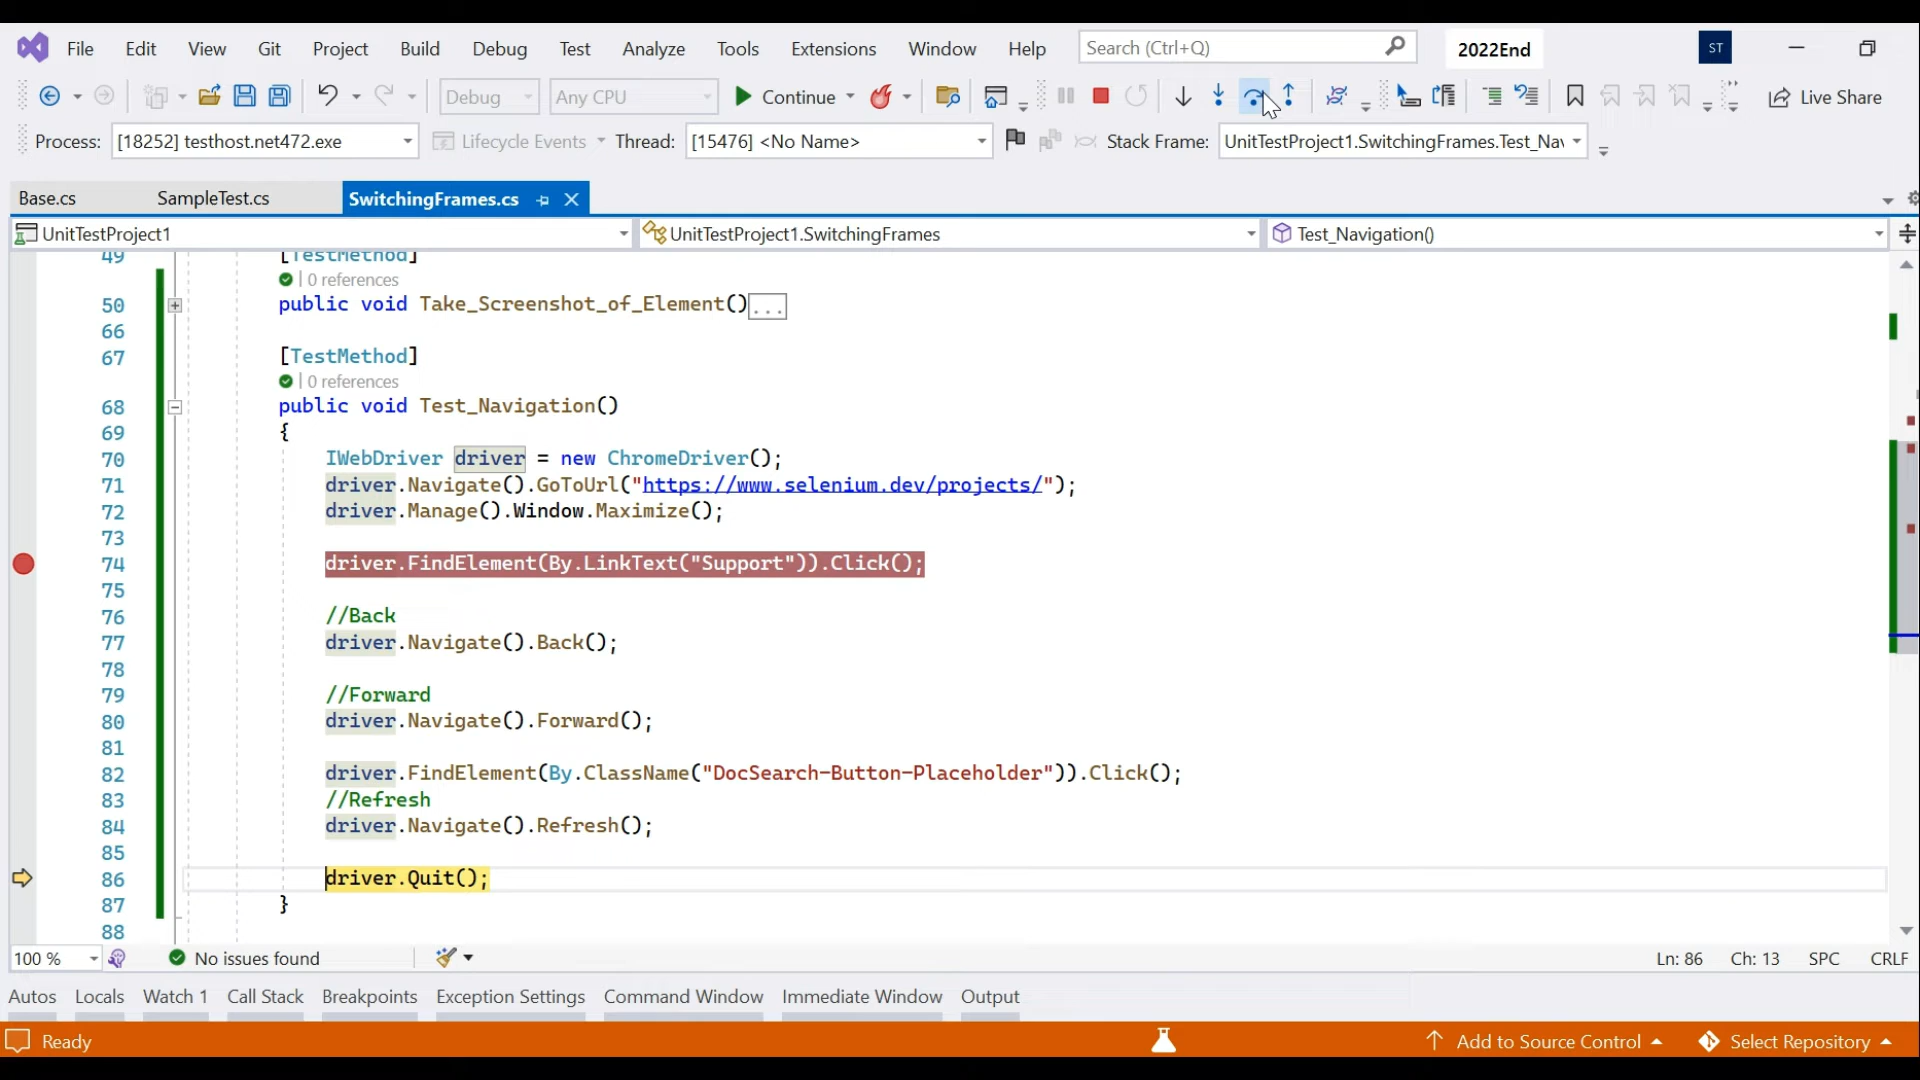 File Edit View Git Project Build Debug Test Analyze Tools Extensions Window Help Search (Ctrl+Q) 2022End ST
Debug Any CPU Continue Live Share
Process: [18252] testhost.net472.exe Lifecycle Events Thread: [15476] <No Name> Stack Frame: UnitTestProject1.SwitchingFrames.Test_Nav
Base.cs SampleTest.cs SwitchingFrames.cs
UnitTestProject1 UnitTestProject1.SwitchingFrames Test_Navigation()
49 [TestMethod]
0 references
50 public void Take_Screenshot_of_Element()...
66
67 [TestMethod]
0 references
68 public void Test_Navigation()
69 {
70 IWebDriver driver = new ChromeDriver();
71 driver.Navigate().GoToUrl("https://www.selenium.dev/projects/");
72 driver.Manage().Window.Maximize();
73
74 driver.FindElement(By.LinkText("Support")).Click();
75
76 //Back
77 driver.Navigate().Back();
78
79 //Forward
80 driver.Navigate().Forward();
81
82 driver.FindElement(By.ClassName("DocSearch-Button-Placeholder")).Click();
83 //Refresh
84 driver.Navigate().Refresh();
85
86 driver.Quit();
87 }
88
100 % No issues found Ln: 86 Ch: 13 SPC CRLF
Autos Locals Watch 1 Call Stack Breakpoints Exception Settings Command Window Immediate Window Output
Ready Add to Source Control Select Repository